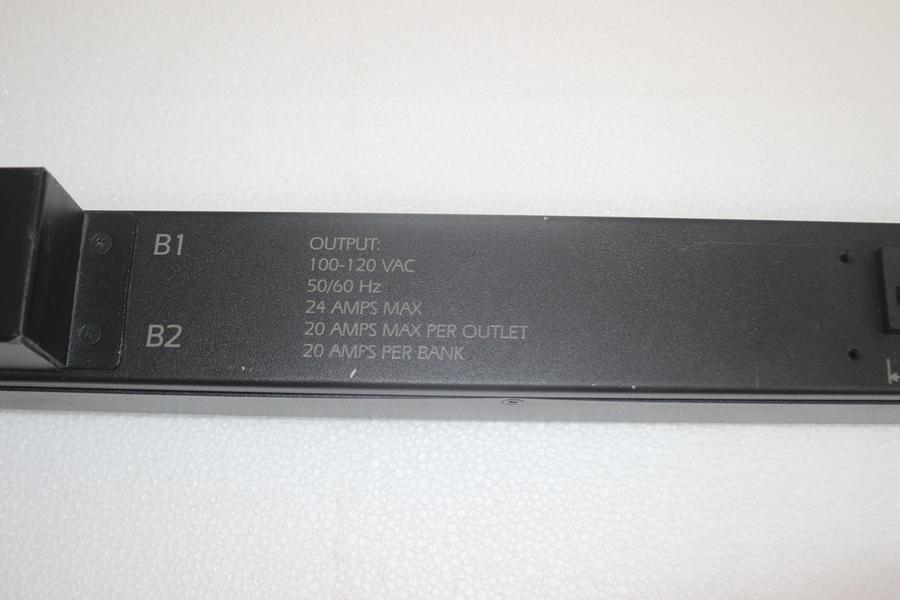 B1
B2
OUTPUT:
100-120 VAC
50/60 Hz
24 AMPS MAX
20 AMPS MAX PER OUTLET
20 AMPS PER BANK